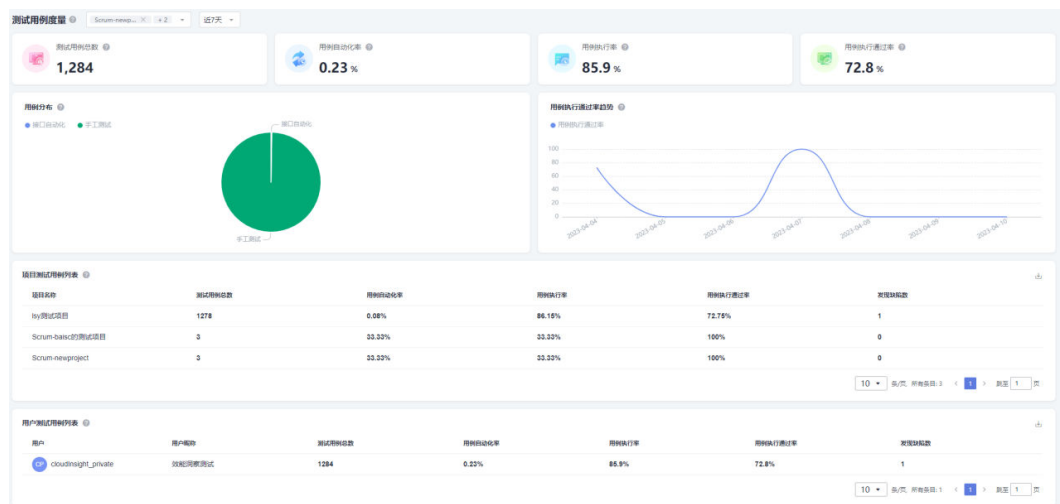 测试用例度量
Scrum-newp... × +2 近7天
测试用例总数
1,284
用例自动化率
0.23 %
用例执行率
85.9 %
用例执行通过率
72.8 %
用例分布
接口自动化 手工测试
接口自动化
手工测试
用例执行通过率趋势
用例执行通过率
100
80
60
40
20
0
2023-04-04 2023-04-05 2023-04-06 2023-04-07 2023-04-08 2023-04-09 2023-04-10
项目测试用例列表
项目名称 测试用例总数 用例自动化率 用例执行率 用例执行通过率 发现缺陷数
lsy测试项目 1278 0.08% 86.15% 72.75% 1
Scrum-baisc的测试项目 3 33.33% 33.33% 100% 0
Scrum-newproject 3 33.33% 33.33% 100% 0
10 条/页, 所有条目: 3 < 1 > 跳至 1 页
用户测试用例列表
用户 用户昵称 测试用例总数 用例自动化率 用例执行率 用例执行通过率 发现缺陷数
CP cloudinsight_private 效能洞察测试 1284 0.23% 85.9% 72.8% 1
10 条/页, 所有条目: 1 < 1 > 跳至 1 页